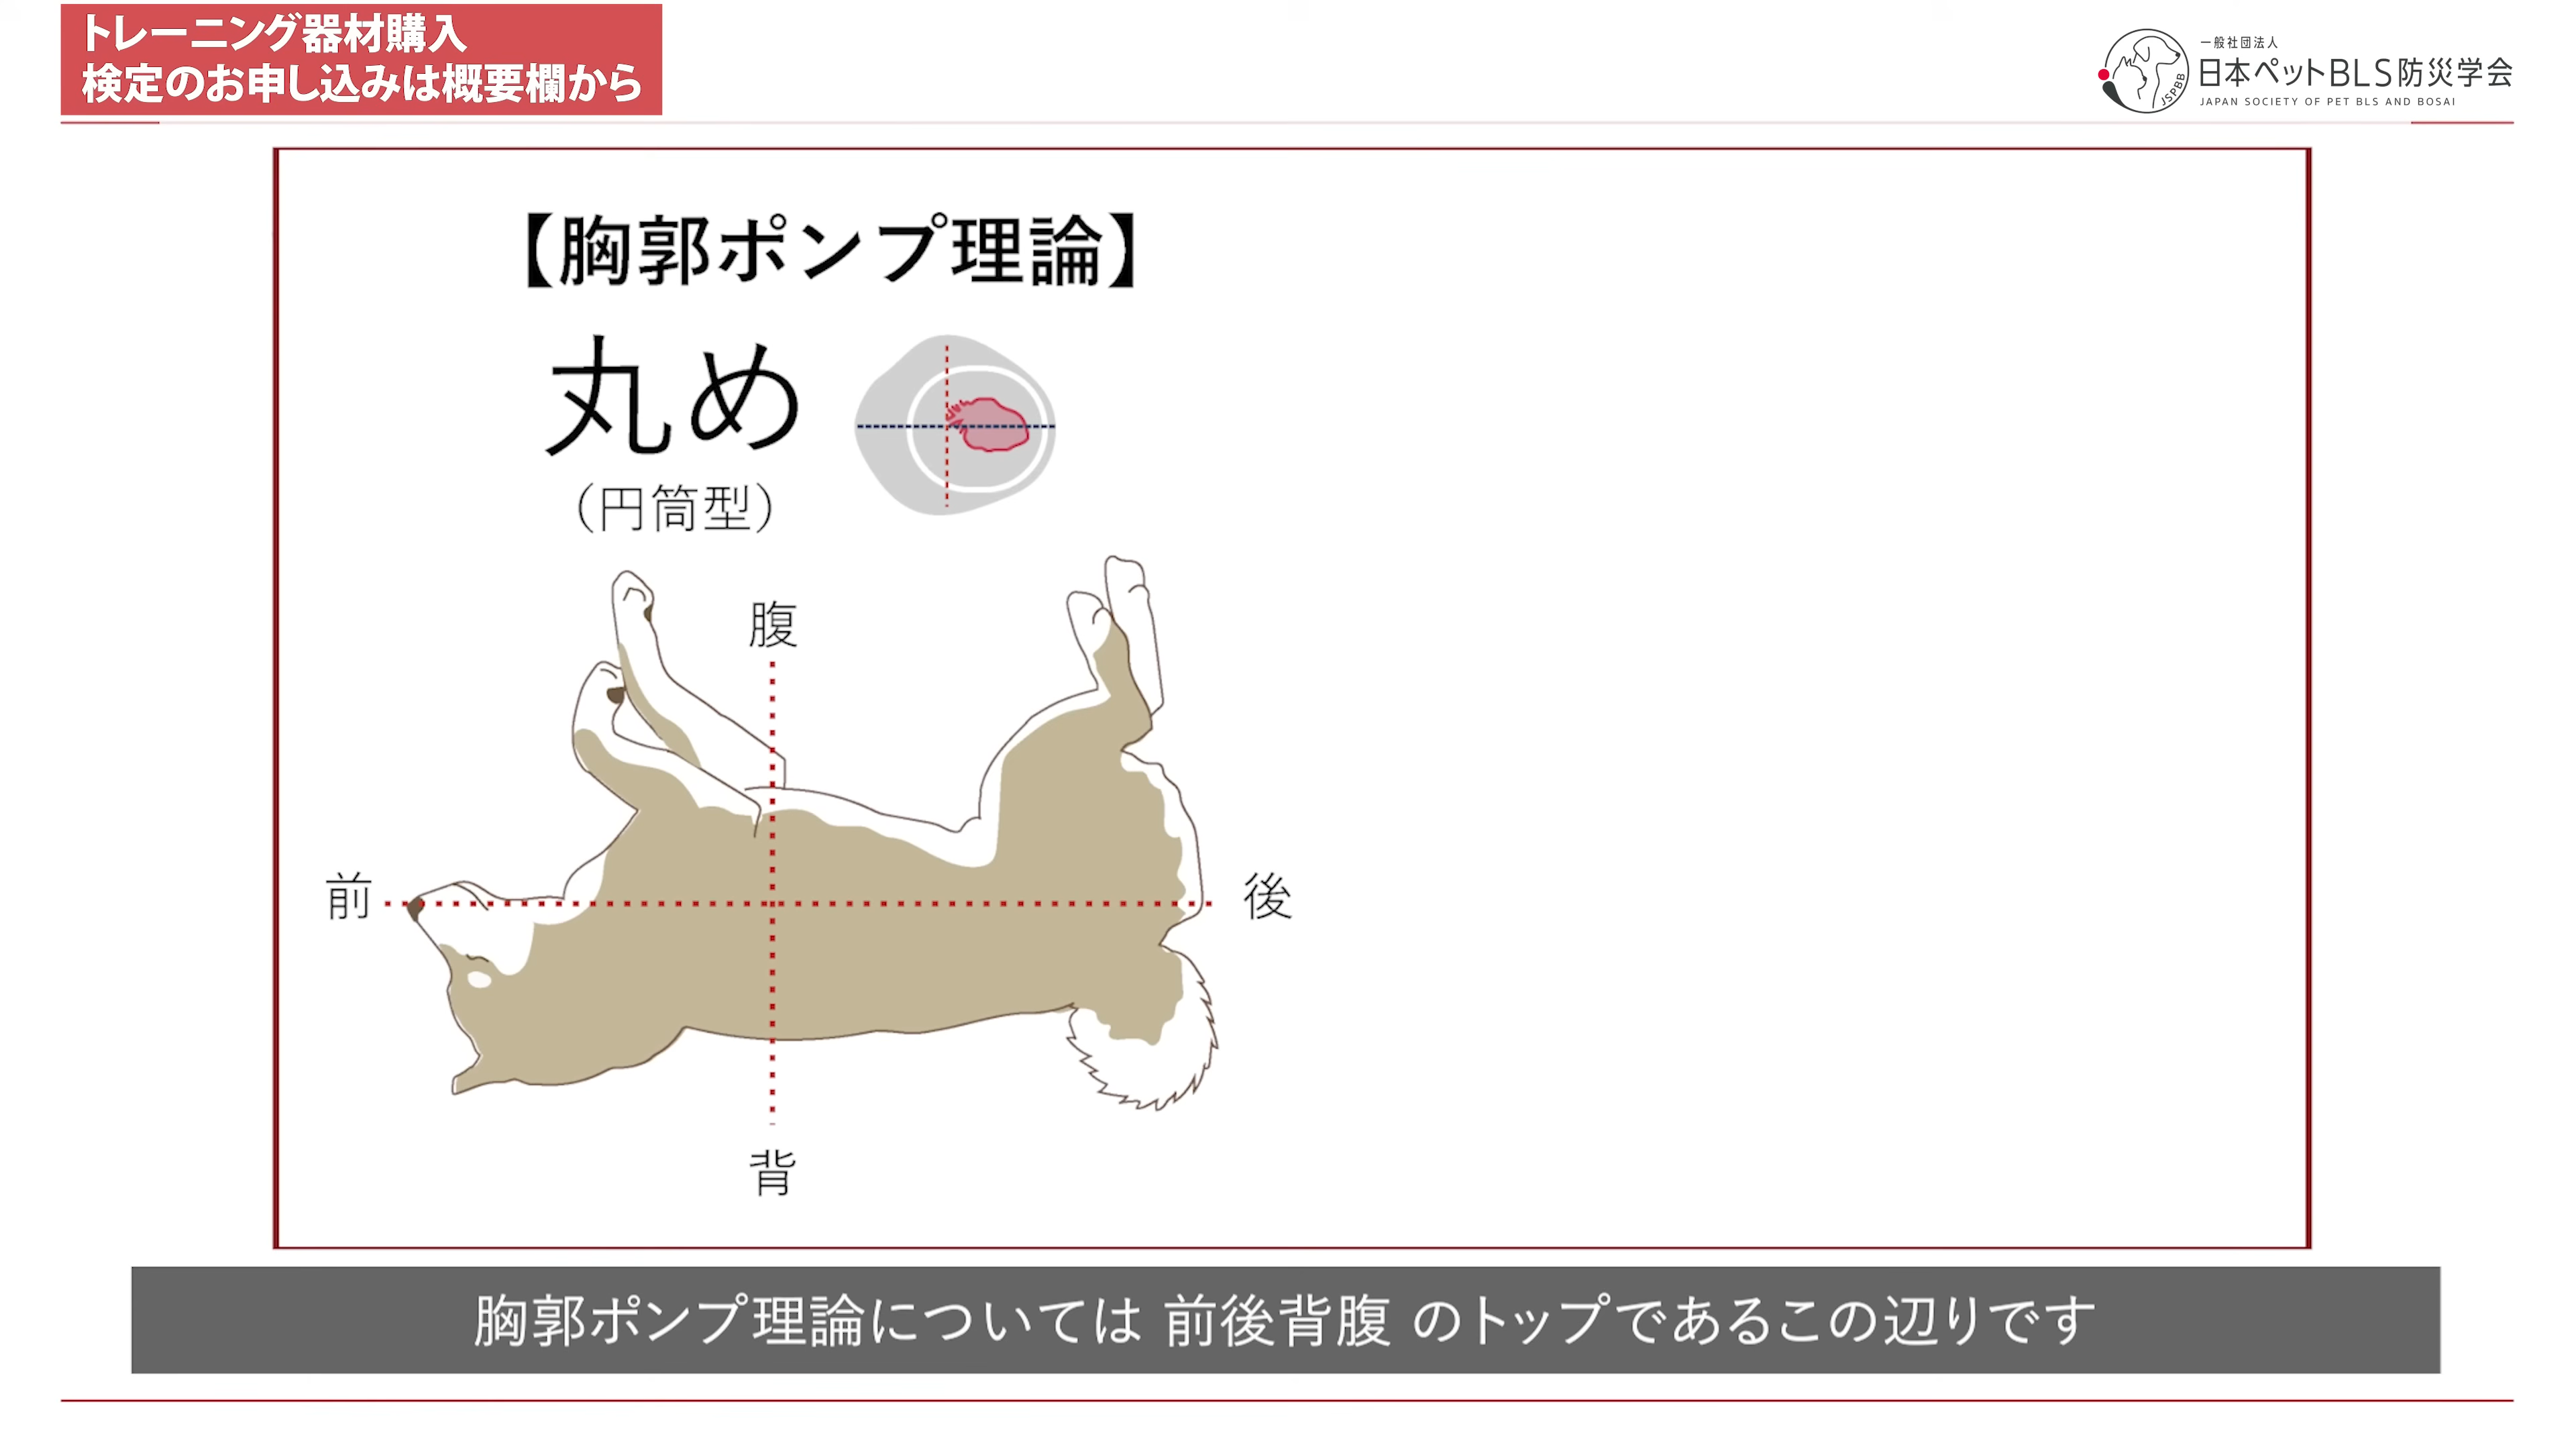 トレーニング器材購入
検定のお申し込みは概要欄から
一般社団法人
日本ペットBLS防災学会
JAPAN SOCIETY OF PET BLS AND BOSAI
JSPBB
【胸郭ポンプ理論】
丸め
（円筒型）
腹
前
後
背
胸郭ポンプ理論については 前後背腹 のトップであるこの辺りです